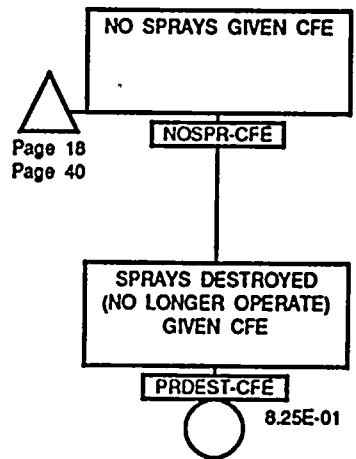 NO SPRAYS GIVEN CFE
NOSPR-CFE
Page 18
Page 40
SPRAYS DESTROYED
(NO LONGER OPERATE)
GIVEN CFE
PRDEST-CFE
8.25E-01